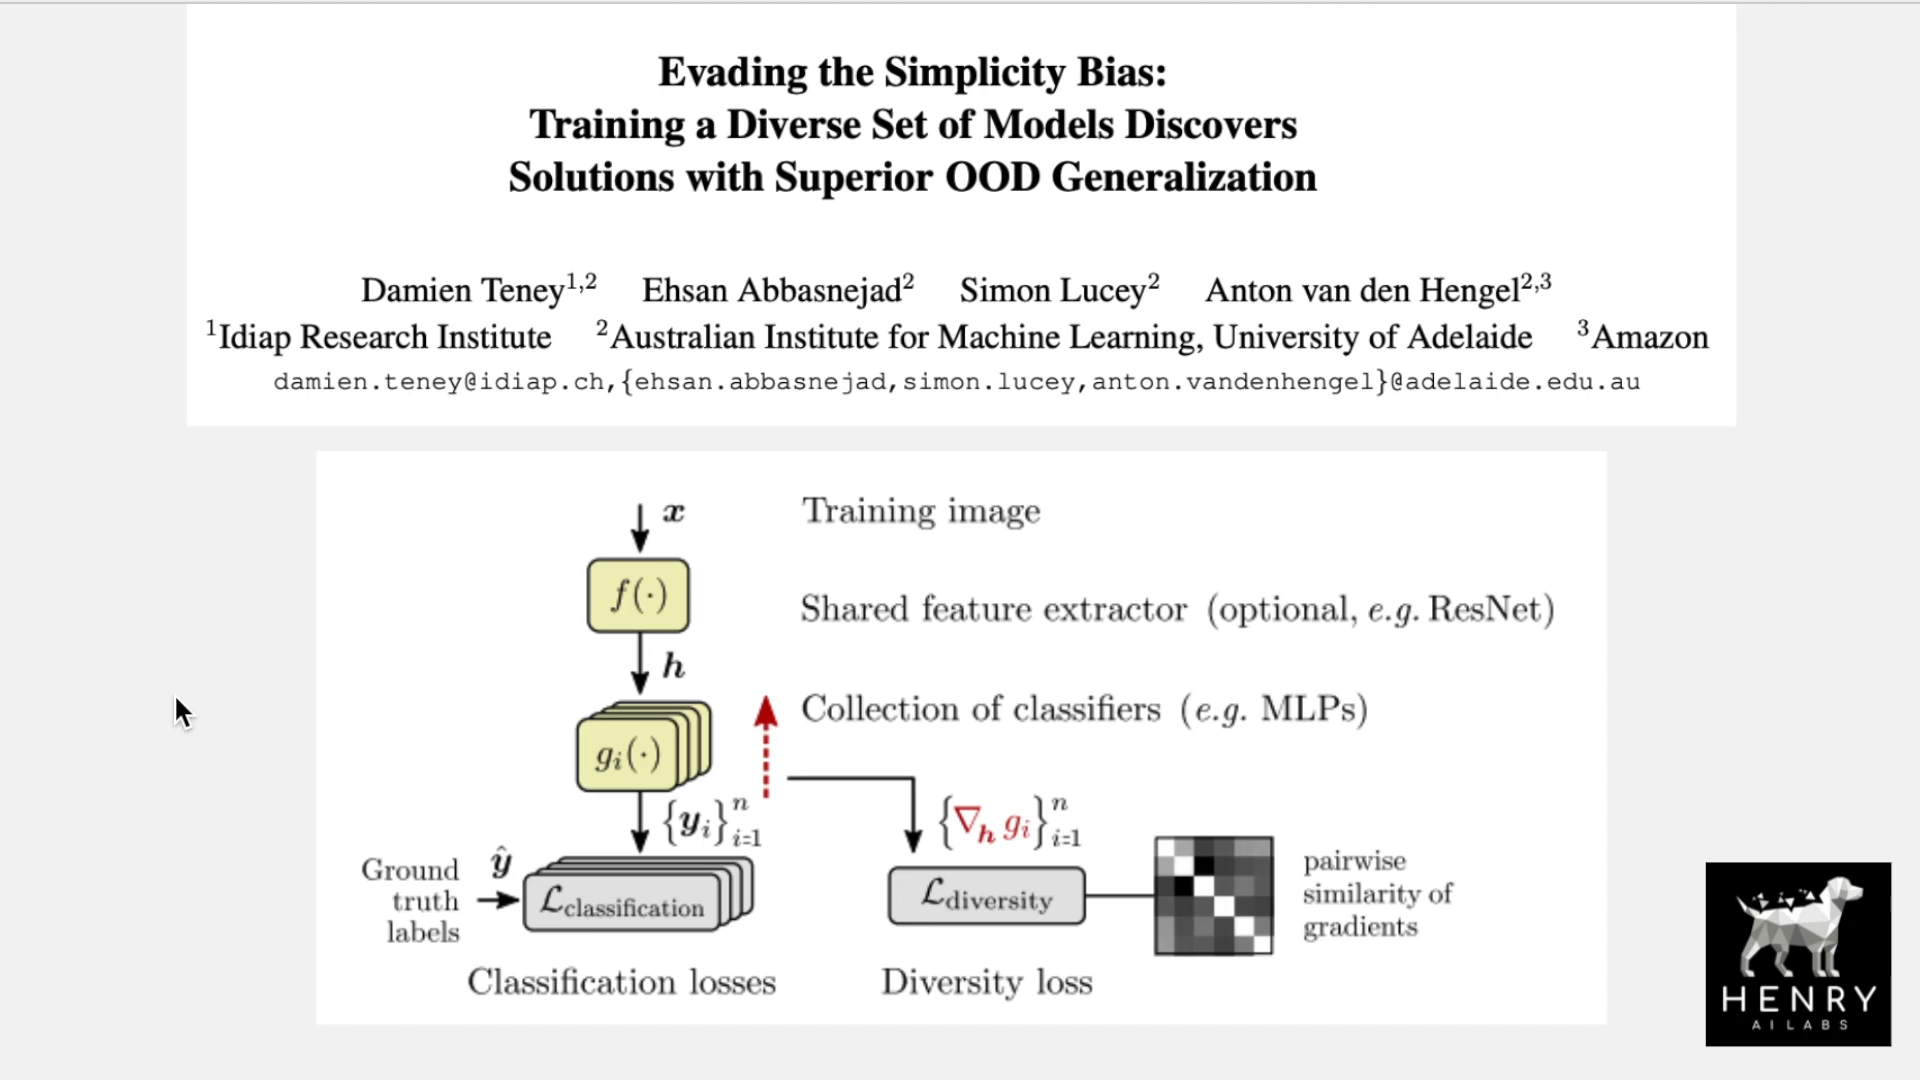 Evading the Simplicity Bias:
Training a Diverse Set of Models Discovers
Solutions with Superior OOD Generalization
Damien Teney1,2 Ehsan Abbasnejad2 Simon Lucey2 Anton van den Hengel2,3
1Idiap Research Institute 2Australian Institute for Machine Learning, University of Adelaide 3Amazon
damien.teney@idiap.ch,{ehsan.abbasnejad,simon.lucey,anton.vandenhengel}@adelaide.edu.au
x Training image
f(·) Shared feature extractor (optional, e.g. ResNet)
h
Collection of classifiers (e.g. MLPs)
gᵢ(·)
{yᵢ}ⁿᵢ₌₁ {∇ₕ gᵢ}ⁿᵢ₌₁
Ground
truth
labels
ŷ
ℒclassification
ℒdiversity
pairwise
similarity of
gradients
Classification losses Diversity loss
HENRY
AI LABS